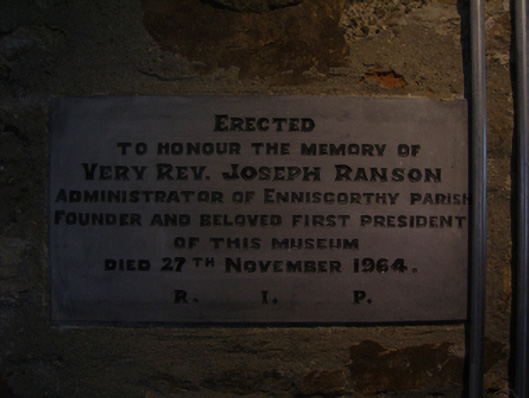 ERECTED
TO HONOUR THE MEMORY OF
VERY REV. JOSEPH RANSON
ADMINISTRATOR OF ENNISCORTHY PARISH
FOUNDER AND BELOVED FIRST PRESIDENT
OF THIS MUSEUM
DIED 27TH NOVEMBER 1964.
R. I. P.